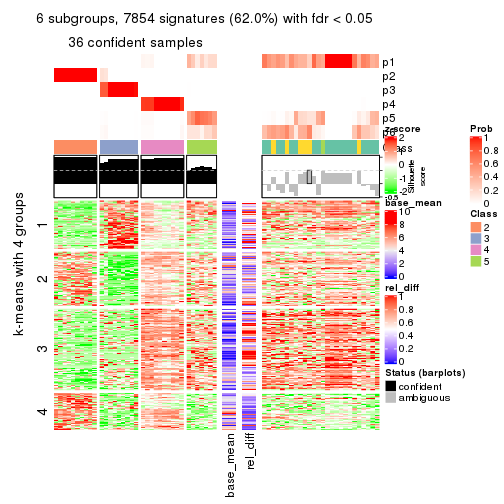 6 subgroups, 7854 signatures (62.0%) with fdr < 0.05
36 confident samples
p1
p2
p3
p4
p5
p6
Class
z-score
2
1
0
-1
-2
Silhouette
score
-0.5
k-means with 4 groups
1
2
3
4
base_mean
10
8
6
4
2
0
rel_diff
1
0.8
0.6
0.4
0.2
0
Status (barplots)
confident
ambiguous
Prob
1
0.8
0.6
0.4
0.2
0
Class
2
3
4
5
base_mean
rel_diff